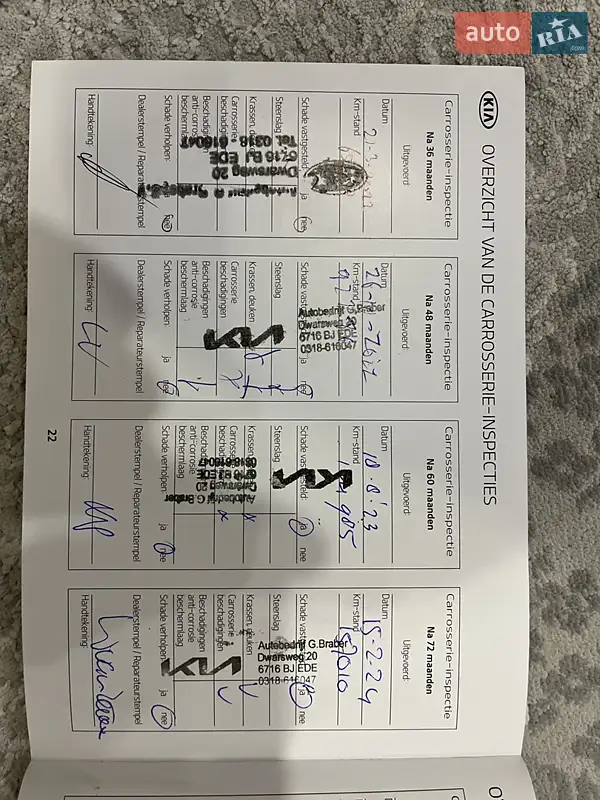 auto RIA.com
KIA
OVERZICHT VAN DE CARROSSERIE-INSPECTIES
Carrosserie-inspectie
Na 36 maanden
Uitgevoerd:
Datum
Km-stand
Schade vastgesteld: ja nee
Steenslag
Krassen, deuken
Carrosserie
beschadigingen
Beschadigingen
anti-corrosie
beschermlaag
Dwarsweg 20
6716 BJ EDE
Tel. 0318 - 616047
Schade verholpen: ja nee
Dealerstempel / Reparateurstempel
Handtekening:
Carrosserie-inspectie
Na 48 maanden
Uitgevoerd:
Datum
Km-stand
Autobedrijf G.Braber
Dwarsweg 20
6716 BJ EDE
0318-616047
Schade vastgesteld: nee
Steenslag
Krassen, deuken
Carrosserie
beschadigingen
Beschadigingen
anti-corrosie
beschermlaag
KIA
Schade verholpen: ja nee
Dealerstempel / Reparateurstempel
Handtekening:
Carrosserie-inspectie
Na 60 maanden
Uitgevoerd:
Datum 10.8'23
Km-stand
Schade vastgesteld: ja nee
KIA
Steenslag
Krassen
Carrosserie
beschadigingen
Beschadigingen
anti-corrosie
beschermlaag
Autobedrijf G.Braber
Dwarsweg 20
6716 BJ EDE
0318-616047
Schade verholpen: ja nee
Dealerstempel / Reparateurstempel
Handtekening:
Carrosserie-inspectie
Na 72 maanden
Uitgevoerd:
Datum 15-2-24
Km-stand
Schade vastgesteld: ja nee
Steenslag
Krassen, deuken
Carrosserie
beschadigingen
Beschadigingen
anti-corrosie
beschermlaag
Autobedrijf G.Braber
Dwarsweg 20
6716 BJ EDE
0318-616047
KIA
Schade verholpen: ja nee
Dealerstempel / Reparateurstempel
Handtekening:
22